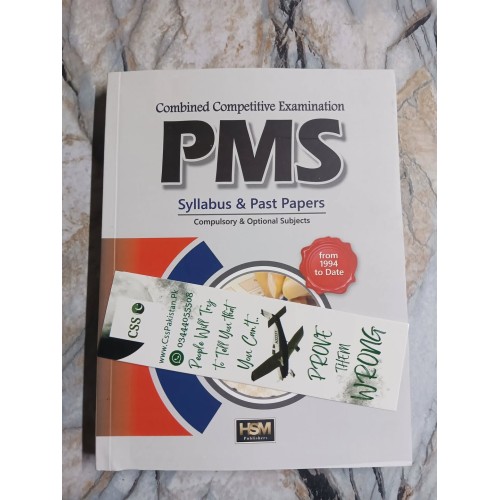 Combined Competitive Examination
PMS
Syllabus & Past Papers
Compulsory & Optional Subjects
from
1994
to Date
CSS
www.CssPakistan.Pk
03444055508
People Will Try
to Tell You that
You Can't...
PROVE
THEM
WRONG
HSM
Publishers